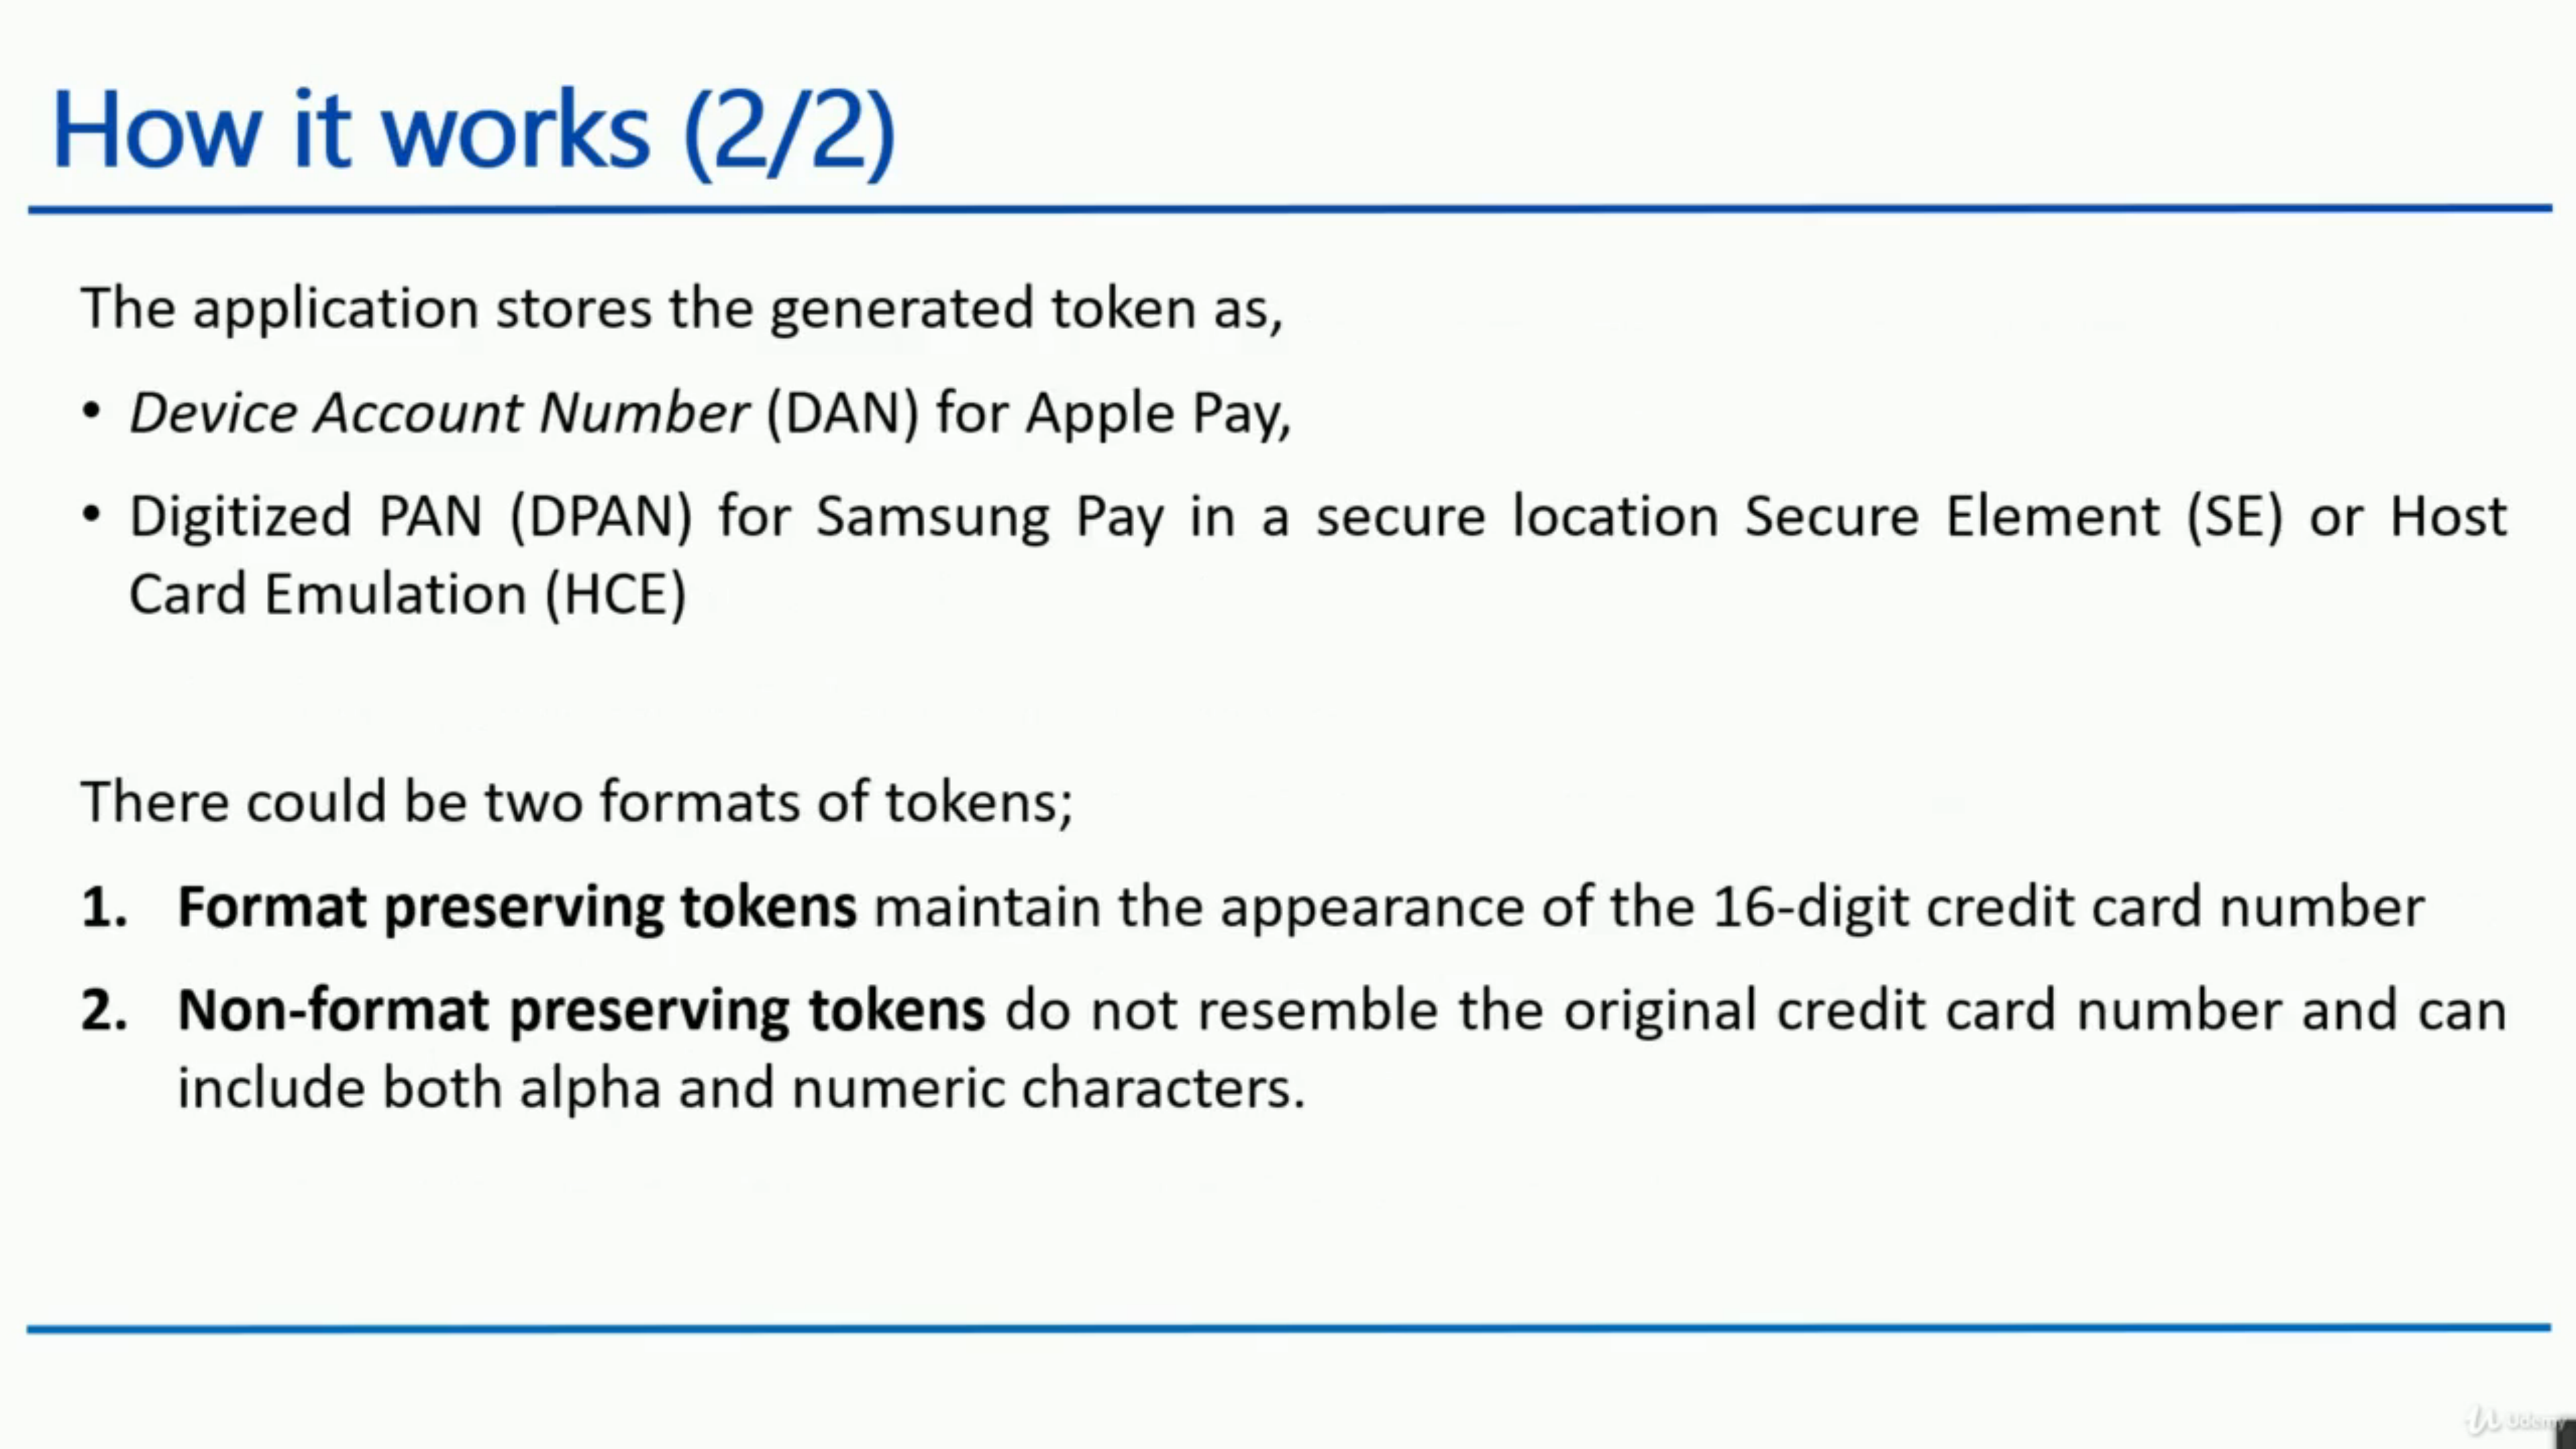 How it works (2/2)
The application stores the generated token as,
• Device Account Number (DAN) for Apple Pay,
• Digitized PAN (DPAN) for Samsung Pay in a secure location Secure Element (SE) or Host
Card Emulation (HCE)
There could be two formats of tokens;
1. Format preserving tokens maintain the appearance of the 16-digit credit card number
2. Non-format preserving tokens do not resemble the original credit card number and can
include both alpha and numeric characters.
Udemy